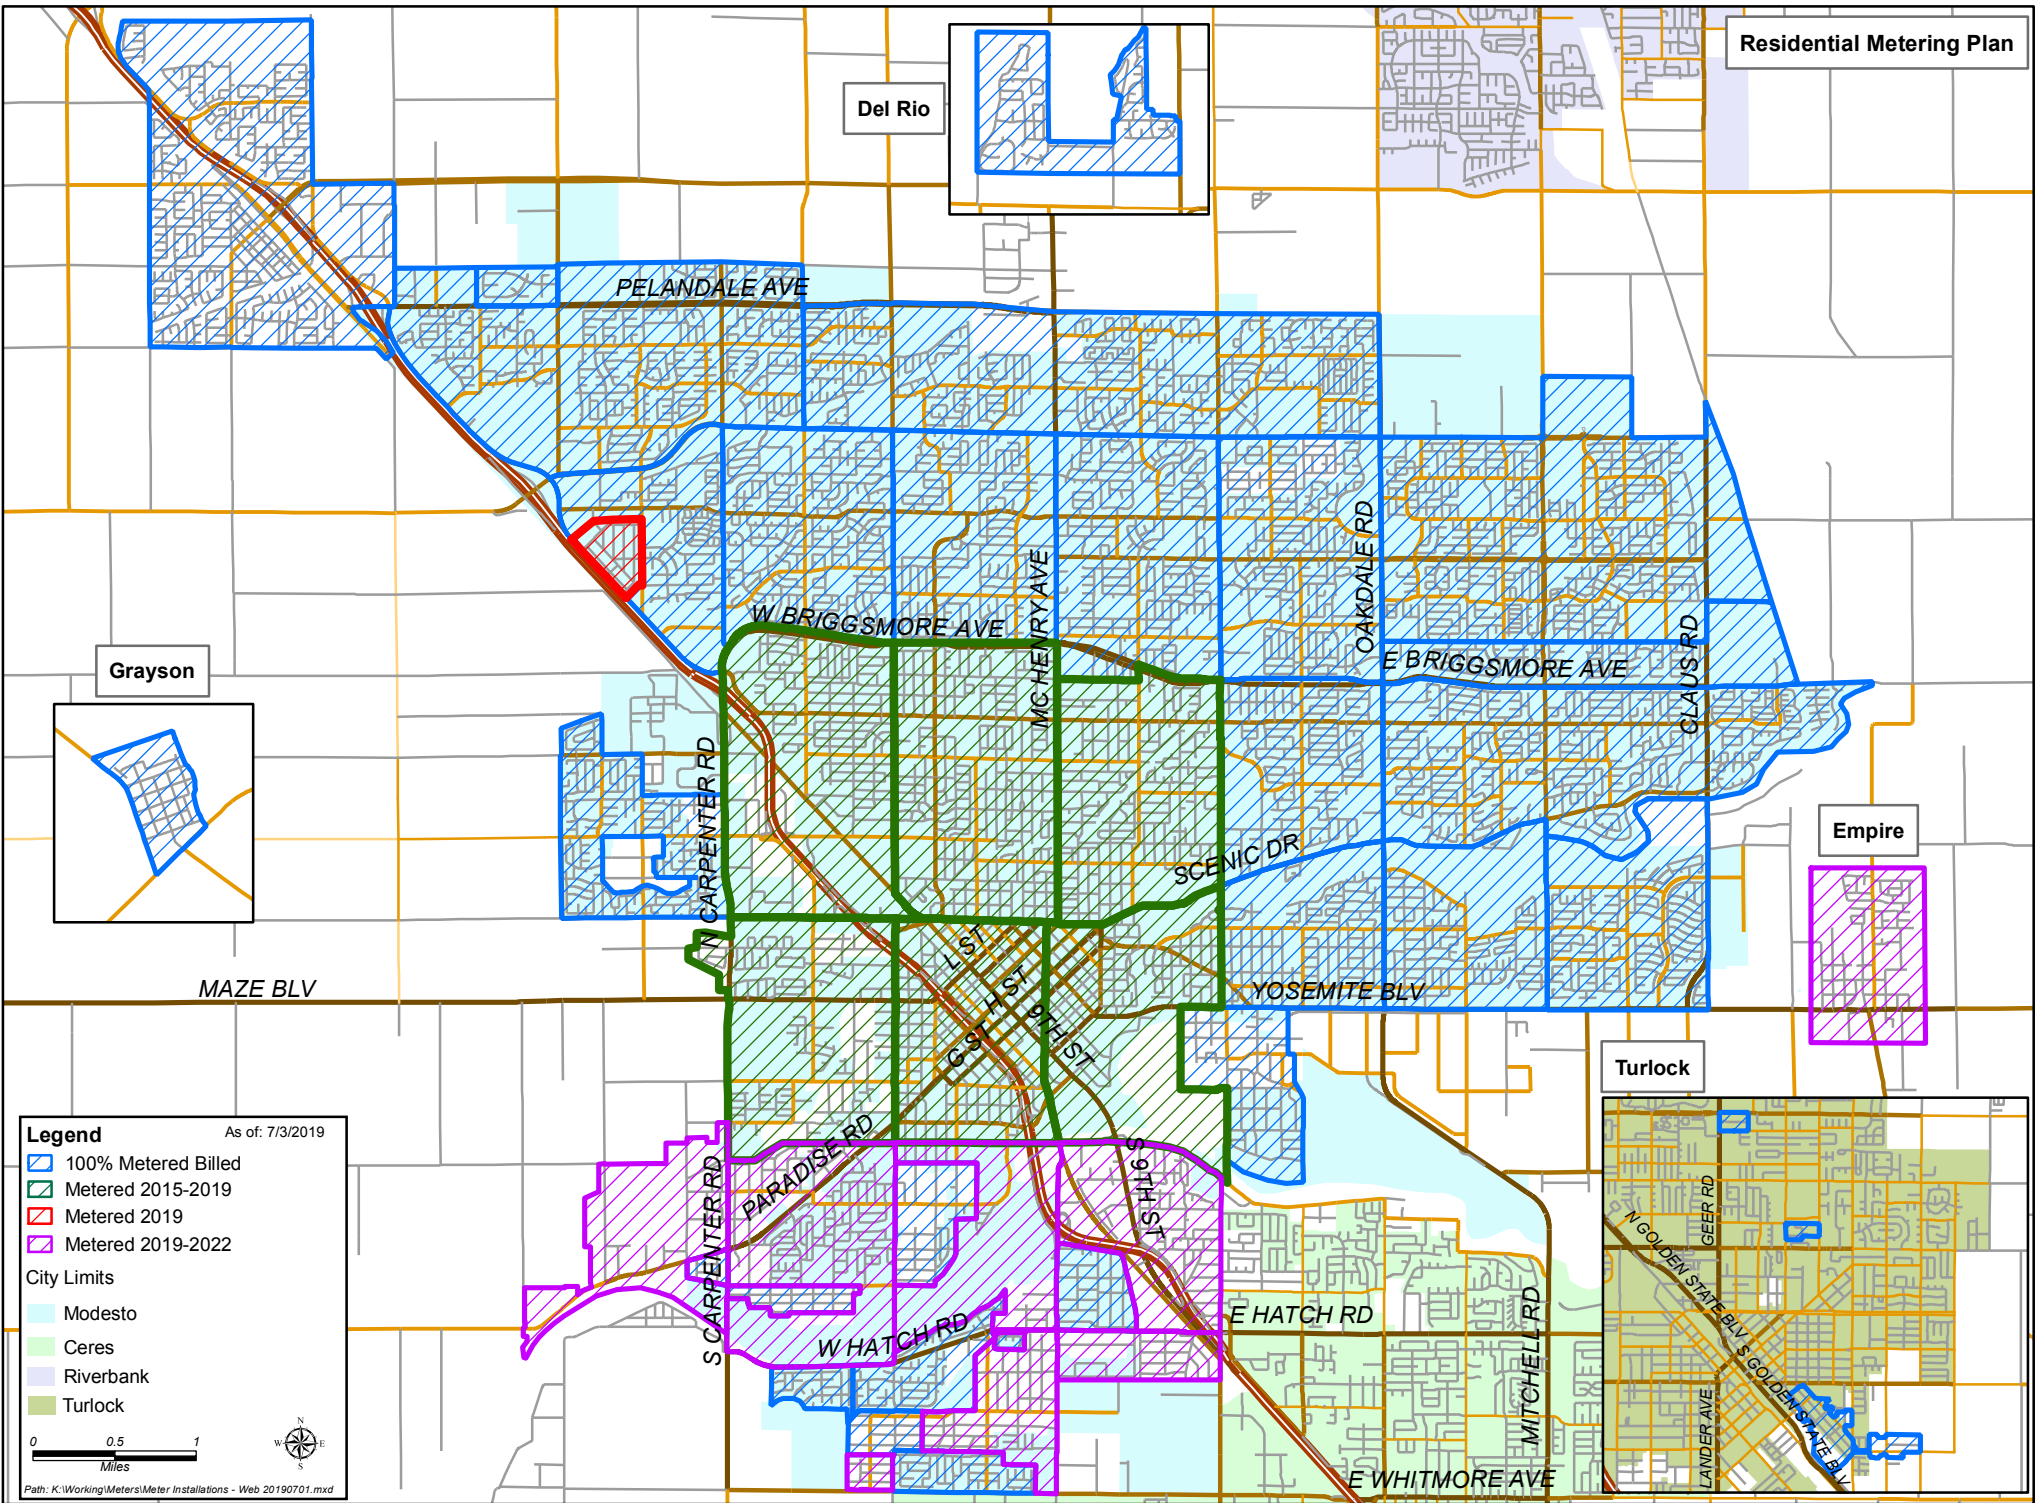 Residential Metering Plan
Del Rio
PELANDALE AVE
OAKDALE RD
MC HENRY AVE
W BRIGGSMORE AVE
E BRIGGSMORE AVE
CLAUS RD
Grayson
N CARPENTER RD
SCENIC DR
Empire
L ST
H ST
9TH ST
G ST
MAZE BLV
YOSEMITE BLV
Turlock
PARADISE RD
S 9TH ST
S CARPENTER RD
W HATCH RD
E HATCH RD
MITCHELL RD
E WHITMORE AVE
GEER RD
N GOLDEN STATE BLV
S GOLDEN STATE BLV
LANDER AVE
Legend
As of: 7/3/2019
100% Metered Billed
Metered 2015-2019
Metered 2019
Metered 2019-2022
City Limits
Modesto
Ceres
Riverbank
Turlock
N
W E
S
0 0.5 1
Miles
Path: K:\Working\Meters\Meter Installations - Web 20190701.mxd